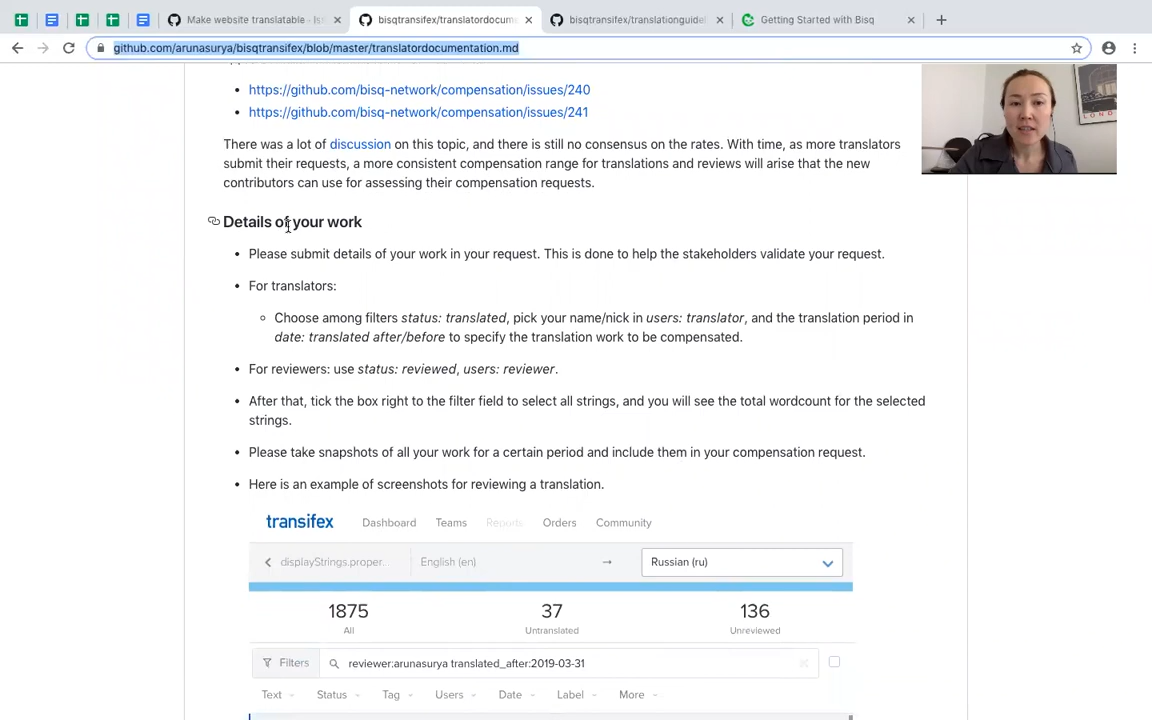 Make website translatable · Iss
bisqtransifex/translatordocum
bisqtransifex/translationguidel
Getting Started with Bisq
github.com/arunasurya/bisqtransifex/blob/master/translatordocumentation.md
https://github.com/bisq-network/compensation/issues/240
https://github.com/bisq-network/compensation/issues/241
There was a lot of discussion on this topic, and there is still no consensus on the rates. With time, as more translators
submit their requests, a more consistent compensation range for translations and reviews will arise that the new
contributors can use for assessing their compensation requests.
Details of your work
Please submit details of your work in your request. This is done to help the stakeholders validate your request.
For translators:
Choose among filters status: translated, pick your name/nick in users: translator, and the translation period in
date: translated after/before to specify the translation work to be compensated.
For reviewers: use status: reviewed, users: reviewer.
After that, tick the box right to the filter field to select all strings, and you will see the total wordcount for the selected
strings.
Please take snapshots of all your work for a certain period and include them in your compensation request.
Here is an example of screenshots for reviewing a translation.
transifex Dashboard Teams Reports Orders Community
displayStrings.proper... English (en) → Russian (ru)
1875 37 136
All Untranslated Unreviewed
Filters reviewer:arunasurya translated_after:2019-03-31
Text Status Tag Users Date Label More